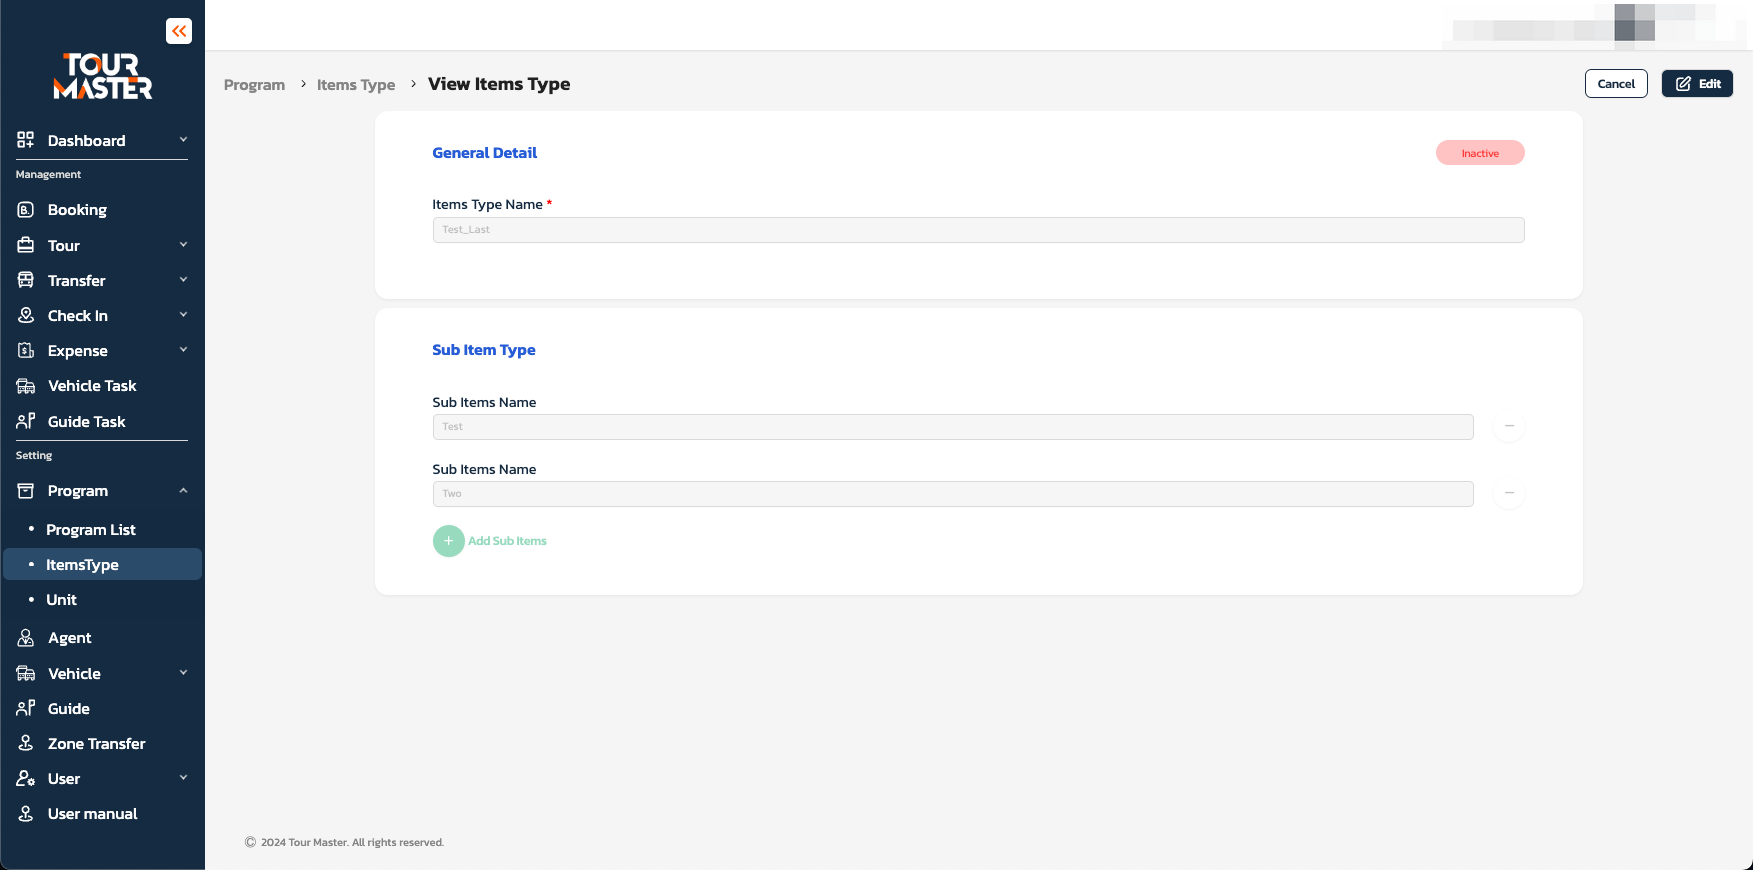 TOUR
MASTER
Dashboard
Management
Booking
Tour
Transfer
Check In
Expense
Vehicle Task
Guide Task
Setting
Program
Program List
ItemsType
Unit
Agent
Vehicle
Guide
Zone Transfer
User
User manual
Program › Items Type › View Items Type
Cancel
Edit
General Detail
Inactive
Items Type Name *
Test_Last
Sub Item Type
Sub Items Name
Test
Sub Items Name
Two
+ Add Sub Items
© 2024 Tour Master. All rights reserved.